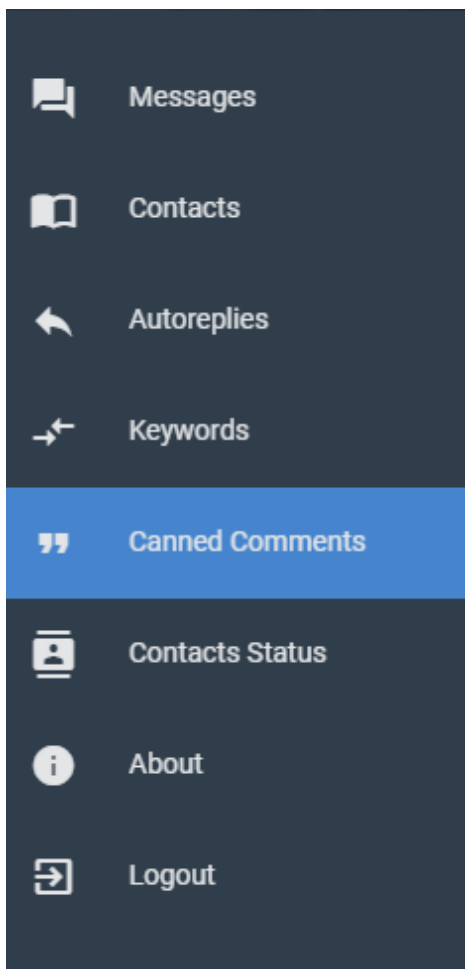 Messages
Contacts
Autoreplies
Keywords
Canned Comments
Contacts Status
About
Logout